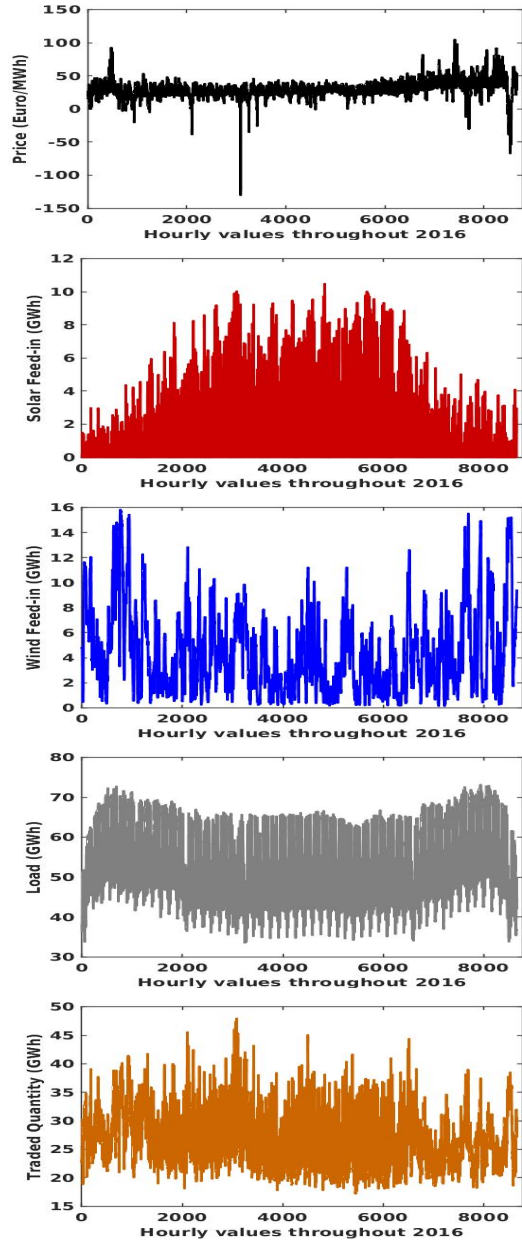 150
100
50
0
-50
-100
-150
Price (Euro/MWh)
0 2000 4000 6000 8000
Hourly values throughout 2016
12
10
8
6
4
2
0
Solar Feed-in (GWh)
0 2000 4000 6000 8000
Hourly values throughout 2016
16
14
12
10
8
6
4
2
0
Wind Feed-in (GWh)
0 2000 4000 6000 8000
Hourly values throughout 2016
80
70
60
50
40
30
Load (GWh)
0 2000 4000 6000 8000
Hourly values throughout 2016
50
45
40
35
30
25
20
15
Traded Quantity (GWh)
0 2000 4000 6000 8000
Hourly values throughout 2016